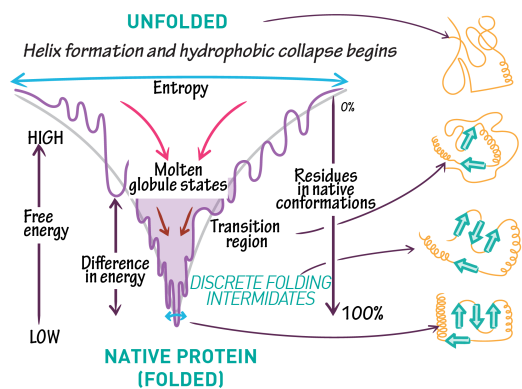 UNFOLDED
Helix formation and hydrophobic collapse begins
Entropy
0%
HIGH
Molten
globule states
Residues
in native
conformations
Free
energy
Transition
region
Difference
in energy
DISCRETE FOLDING
INTERMIDATES
100%
LOW
NATIVE PROTEIN
(FOLDED)